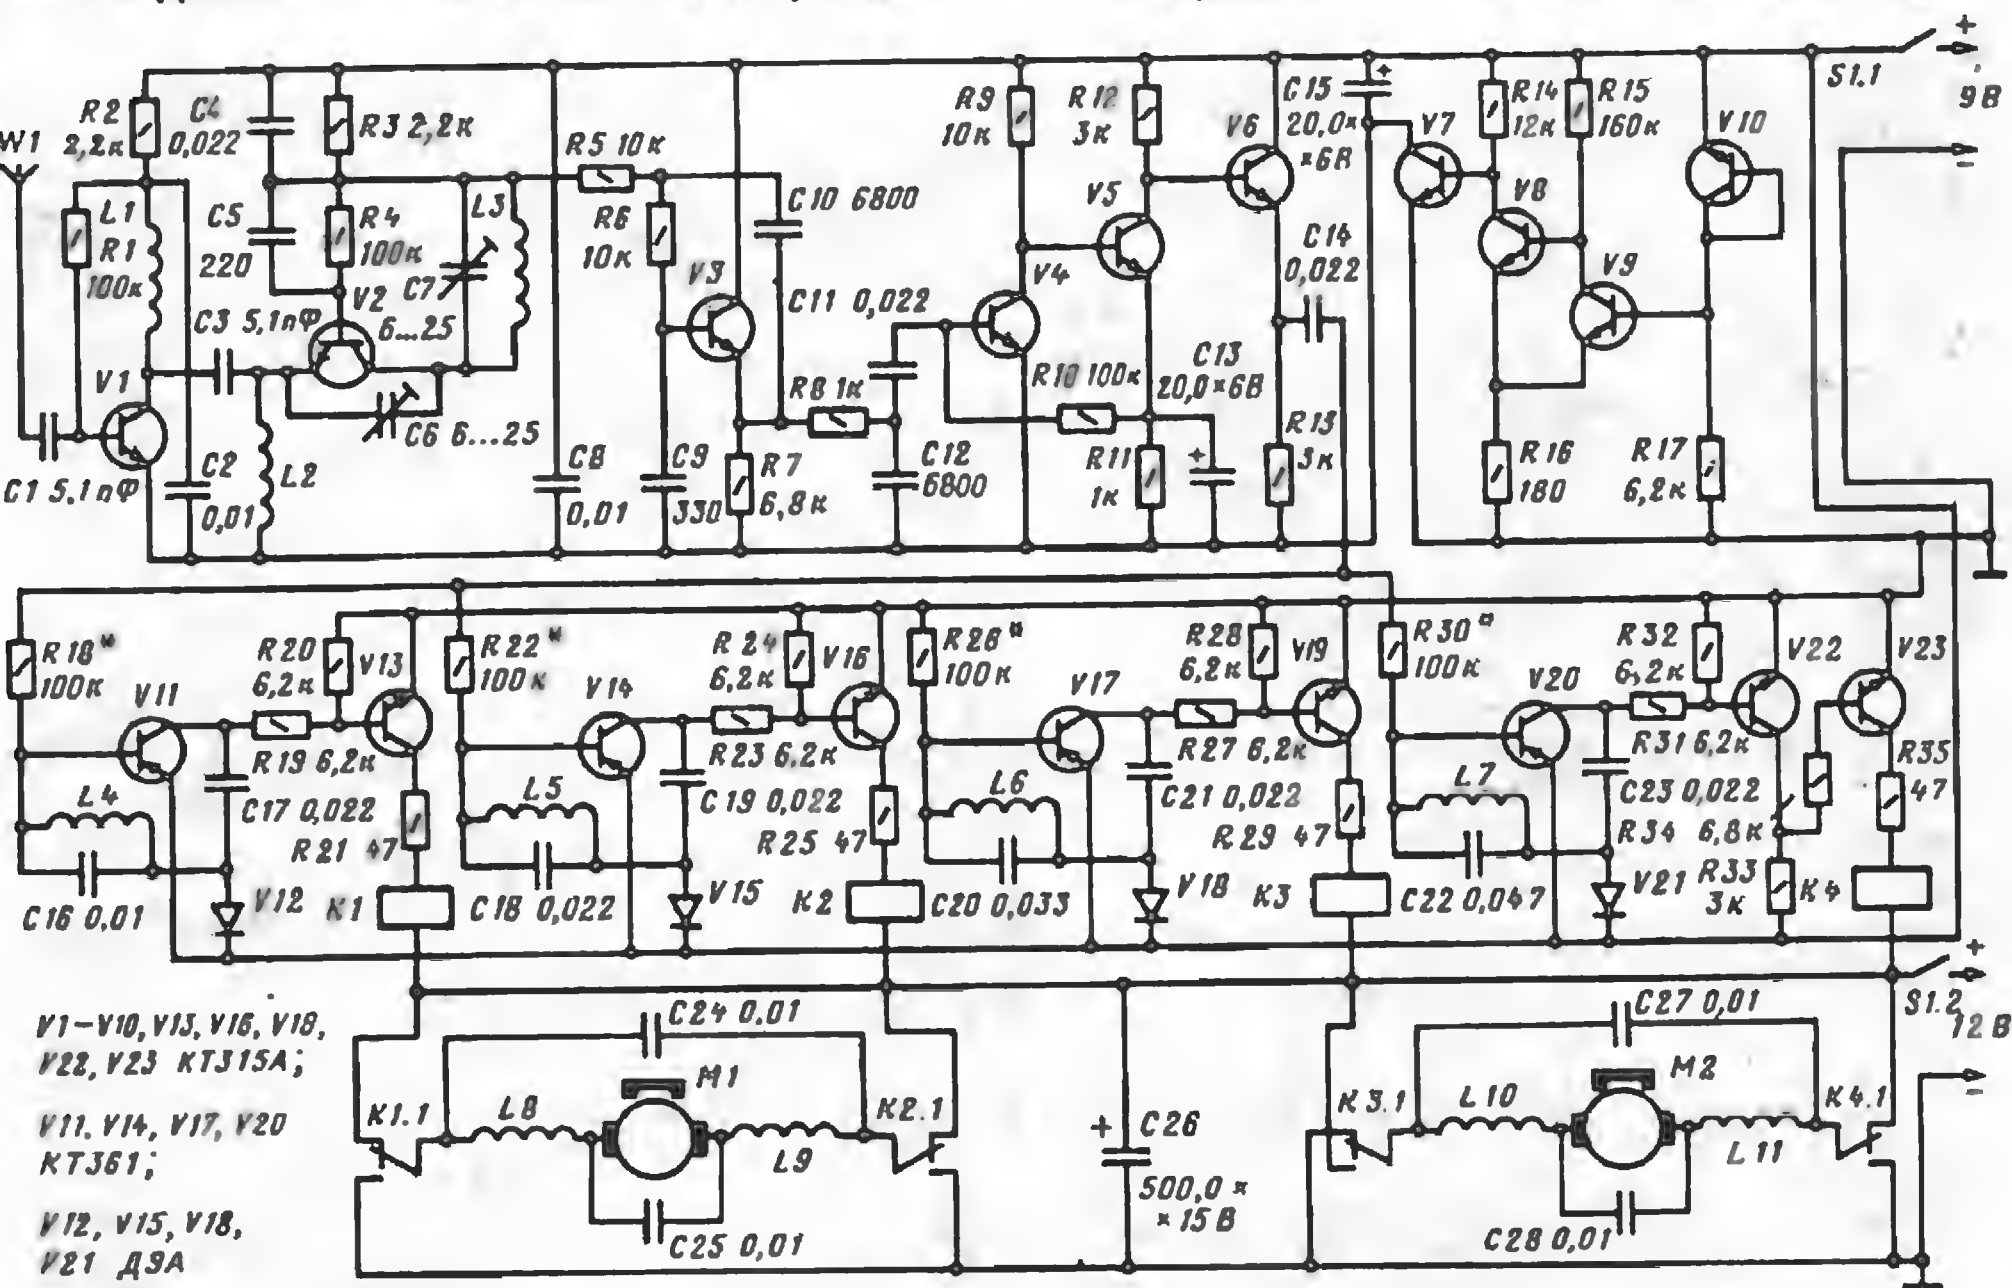 W1
R2
2,2к
C4
0,022
R3 2,2к
L1
R1
100к
C5
220
R4
100к
L3
C7
6...25
V2
C3 5,1пФ
V1
C1 5,1пФ
C2
0,01
L2
C6 6...25
R5 10к
R6
10к
V3
C10 6800
C11 0,022
R8 1к
C8
0,01
C9
330
R7
6,8к
C12
6800
R9
10к
R12
3к
V4
V5
V6
R10 100к
R11
1к
C13
20,0×6В
C14
0,022
R13
3к
C15
20,0×
×6В
V7
R14
12к
R15
160к
V8
V9
V10
R16
180
R17
6,2к
S1.1
+
9В
−
R18*
100к
V11
R20
6,2к
V13
R19 6,2к
L4
C17 0,022
R21 47
C16 0,01
V12
K1
R22*
100к
V14
R24
6,2к
V16
R23 6,2к
L5
C19 0,022
R25 47
C18 0,022
V15
K2
R26*
100к
V17
R28
6,2к
V19
R27 6,2к
L6
C21 0,022
R29 47
C20 0,033
V18
K3
R30*
100к
V20
R32
6,2к
V22
V23
R31 6,2к
L7
C23 0,022
R34 6,8к
R35
47
C22 0,047
V21
R33
3к
K4
+
S1.2
12В
−
V1−V10, V13, V16, V18,
V22, V23 КТ315А;
V11, V14, V17, V20
КТ361;
V12, V15, V18,
V21 Д9А
K1.1
L8
C24 0,01
M1
L9
K2.1
C25 0,01
+ C26
500,0×
×15В
K3.1
L10
C27 0,01
M2
L11
K4.1
C28 0,01